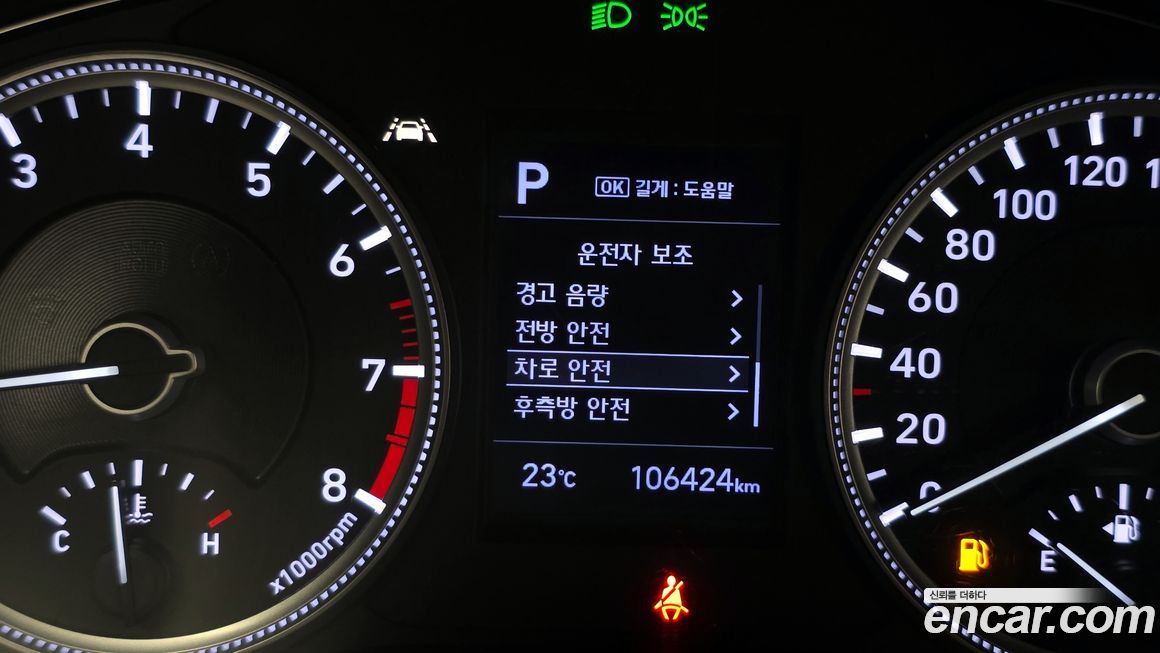 3
4
5
6
7
8
x1000rpm
C
H
P
OK 길게 : 도움말
운전자 보조
경고 음량
전방 안전
차로 안전
후측방 안전
23°C 106424km
0
20
40
60
80
100
120
E
신뢰를 더하다
encar.com